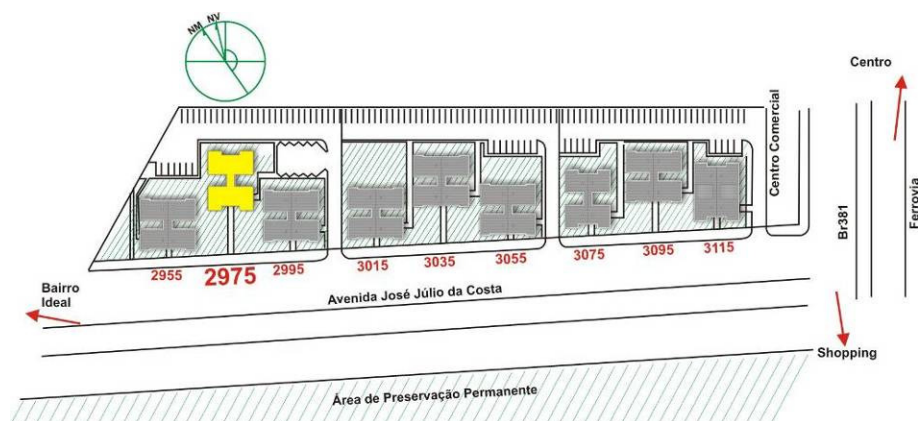 NM
NV
Centro
Centro Comercial
Br381
Ferrovia
2955
2975
2995
3015
3035
3055
3075
3095
3115
Bairro
Ideal
Avenida José Júlio da Costa
Shopping
Área de Preservação Permanente